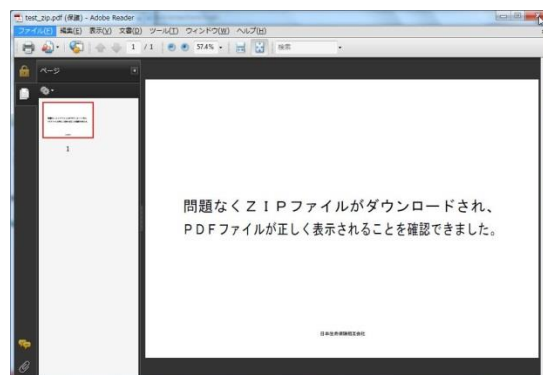 test_zip.pdf (保護) - Adobe Reader
ファイル(F) 編集(E) 表示(V) 文書(D) ツール(T) ウィンドウ(W) ヘルプ(H)
1 / 1 57.4% 検索
ページ
1
問題なくＺＩＰファイルがダウンロードされ、
ＰＤＦファイルが正しく表示されることを確認できました。